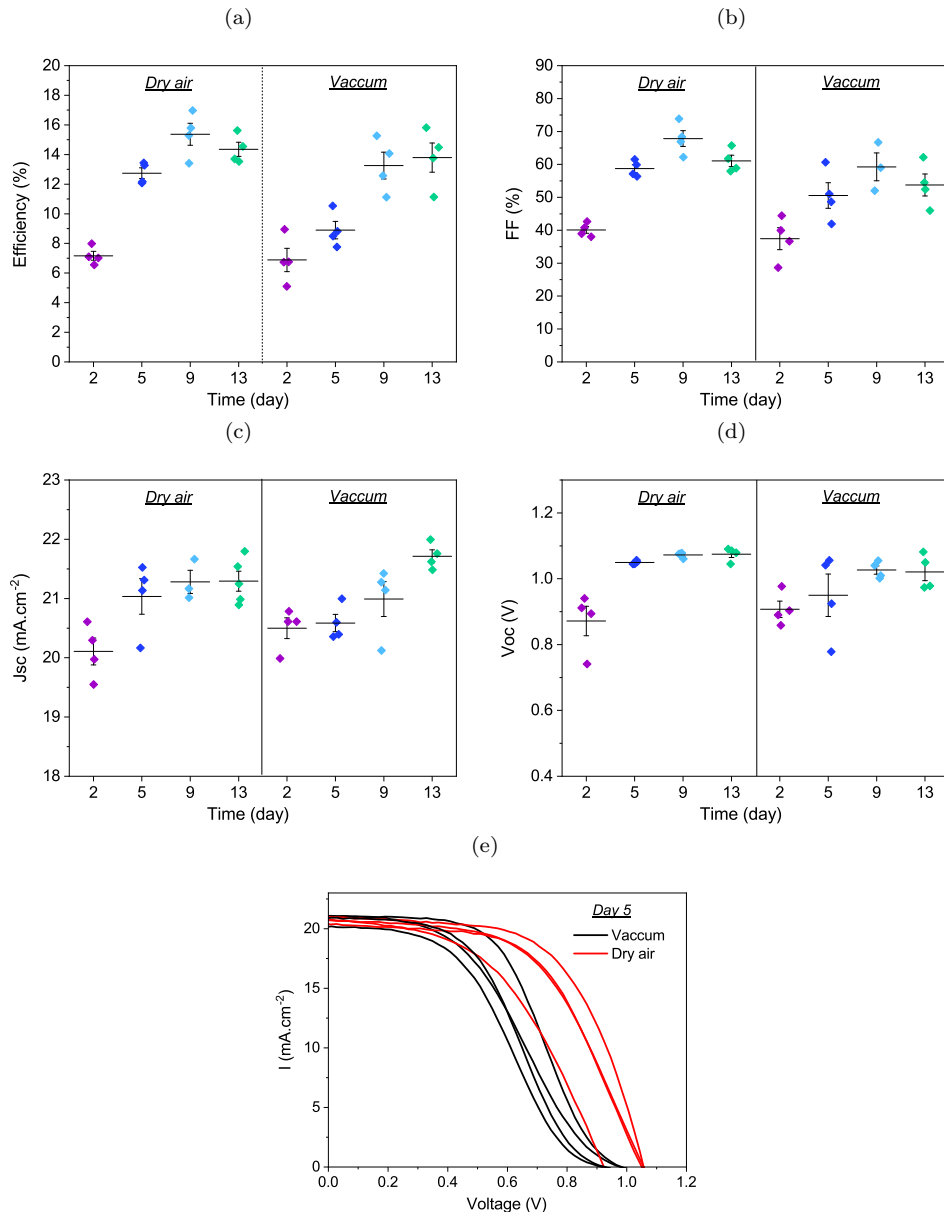 (a)
Dry air
Vaccum
Efficiency (%)
20
18
16
14
12
10
8
6
4
2
0
2 5 9 13 2 5 9 13
Time (day)
(b)
Dry air
Vaccum
FF (%)
90
80
70
60
50
40
30
20
10
0
2 5 9 13 2 5 9 13
Time (day)
(c)
Dry air
Vaccum
Jsc (mA.cm-2)
23
22
21
20
19
18
2 5 9 13 2 5 9 13
Time (day)
(d)
Dry air
Vaccum
Voc (V)
1.2
1.0
0.8
0.6
0.4
2 5 9 13 2 5 9 13
Time (day)
(e)
Day 5
Vaccum
Dry air
I (mA.cm-2)
20
15
10
5
0
0.0 0.2 0.4 0.6 0.8 1.0 1.2
Voltage (V)